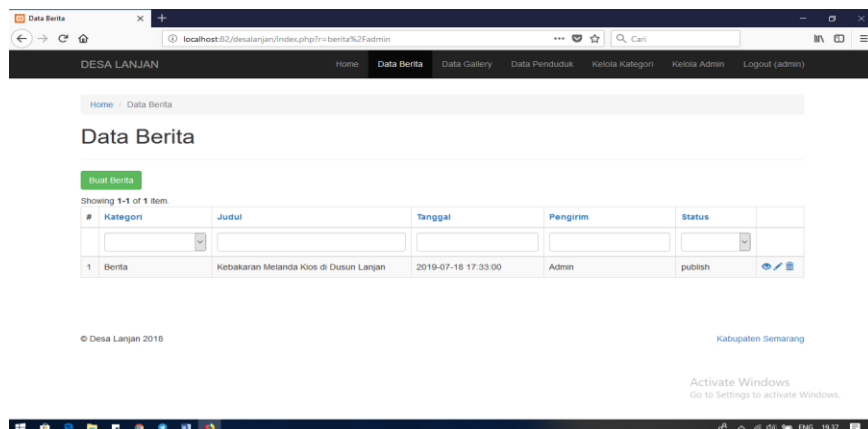 Data Berita
localhost:82/desalanjan/index.php?r=berita%2Fadmin
Cari
DESA LANJAN Home Data Berita Data Gallery Data Penduduk Kelola Kategori Kelola Admin Logout (admin)
Home / Data Berita
Data Berita
Buat Berita
Showing 1-1 of 1 item.
# Kategori Judul Tanggal Pengirim Status
1 Berita Kebakaran Melanda Kios di Dusun Lanjan 2019-07-18 17:33:00 Admin publish
© Desa Lanjan 2018 Kabupaten Semarang
Activate Windows
Go to Settings to activate Windows.
ENG 19.37